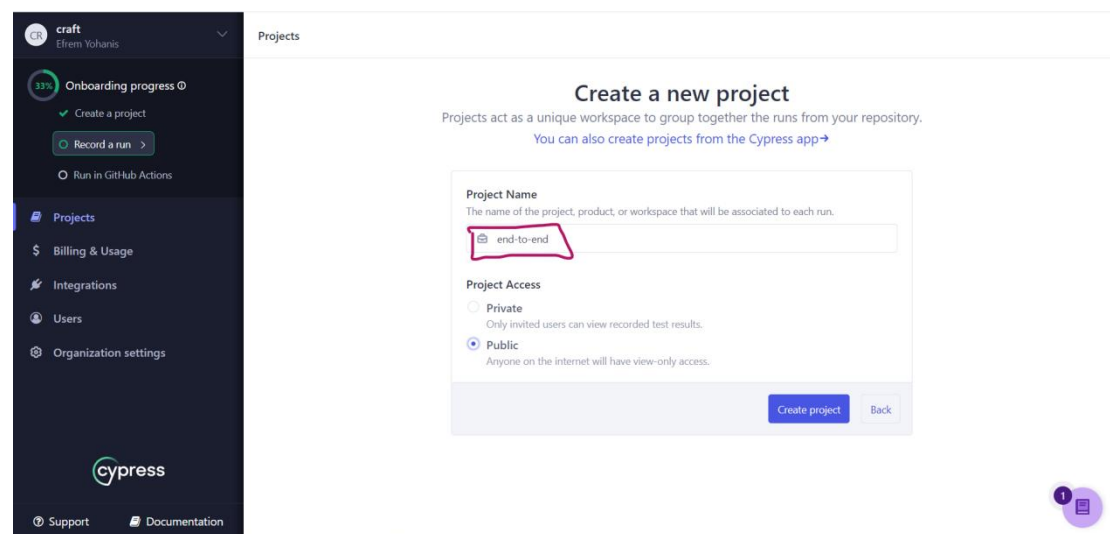 CR
craft
Efrem Yohanis
33%
Onboarding progress
Create a project
Record a run >
Run in GitHub Actions
Projects
$ Billing & Usage
Integrations
Users
Organization settings
cypress
Support
Documentation
Projects
Create a new project
Projects act as a unique workspace to group together the runs from your repository.
You can also create projects from the Cypress app→
Project Name
The name of the project, product, or workspace that will be associated to each run.
end-to-end
Project Access
Private
Only invited users can view recorded test results.
Public
Anyone on the internet will have view-only access.
Create project
Back
1